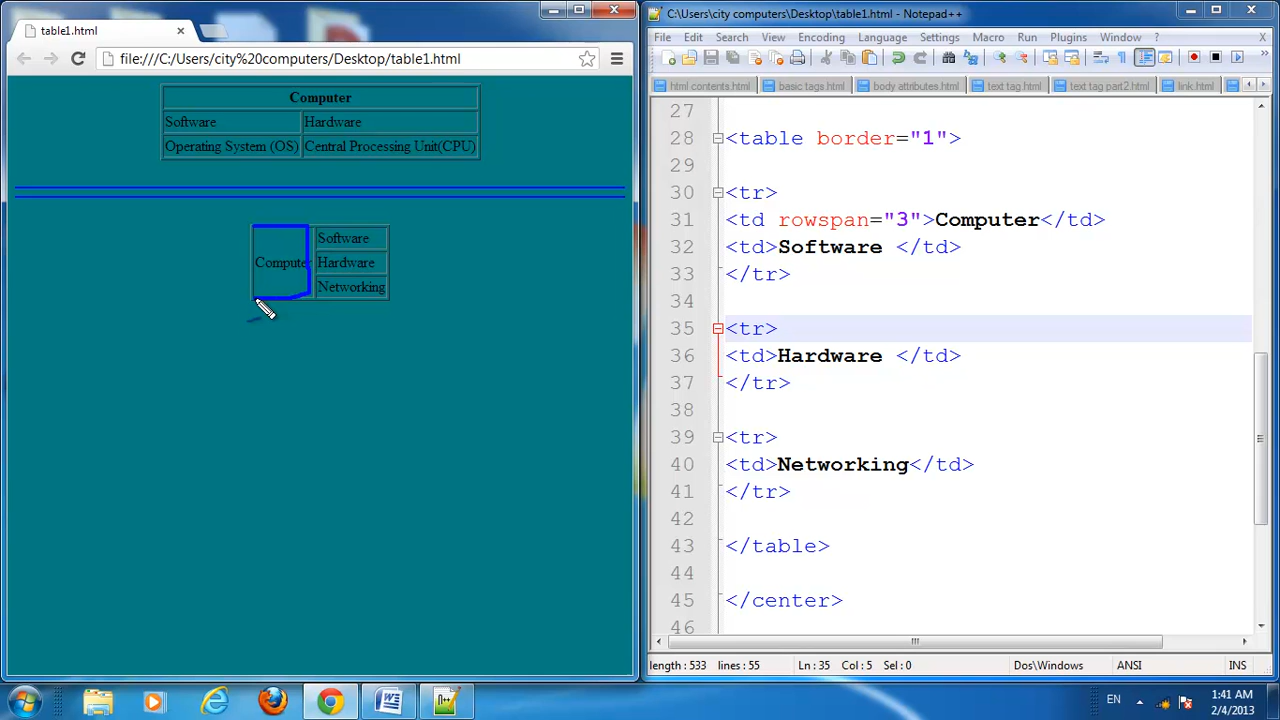 table1.html
file:///C:/Users/city%20computers/Desktop/table1.html
Computer
Software Hardware
Operating System (OS) Central Processing Unit(CPU)
Computer Software
Hardware
Networking
C:\Users\city computers\Desktop\table1.html - Notepad++
File Edit Search View Encoding Language Settings Macro Run Plugins Window ? X
html contents.html basic tags.html body attributes.html text tag.html text tag part2.html link.html
27
28 <table border="1">
29
30 <tr>
31 <td rowspan="3">Computer</td>
32 <td>Software </td>
33 </tr>
34
35 <tr>
36 <td>Hardware </td>
37 </tr>
38
39 <tr>
40 <td>Networking</td>
41 </tr>
42
43 </table>
44
45 </center>
46
length : 533 lines : 55 Ln : 35 Col : 5 Sel : 0 Dos\Windows ANSI INS
EN 1:41 AM
2/4/2013